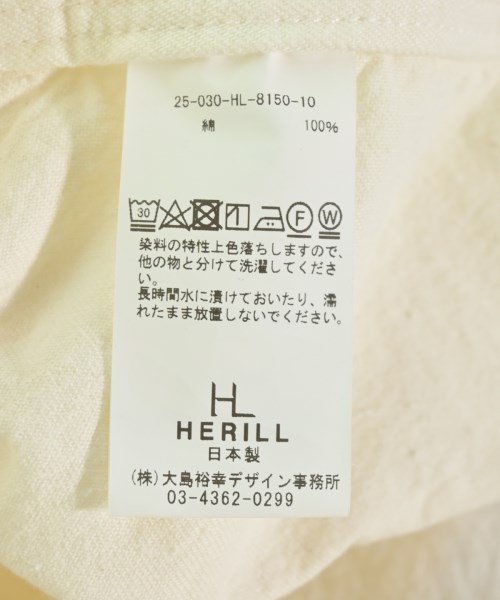 25-030-HL-8150-10
綿 100%
30 F W
染料の特性上色落ちしますので、
他の物と分けて洗濯してくださ
い。
長時間水に漬けておいたり、濡
れたまま放置しないでください。
HL
HERILL
日本製
(株)大島裕幸デザイン事務所
03-4362-0299